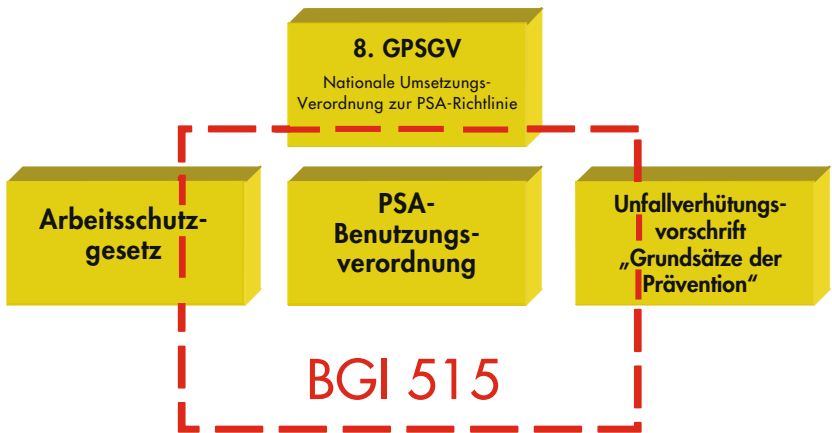 8. GPSGV
Nationale Umsetzungs-
Verordnung zur PSA-Richtlinie
Arbeitsschutz-
gesetz
PSA-
Benutzungs-
verordnung
Unfallverhütungs-
vorschrift
„Grundsätze der
Prävention“
BGI 515